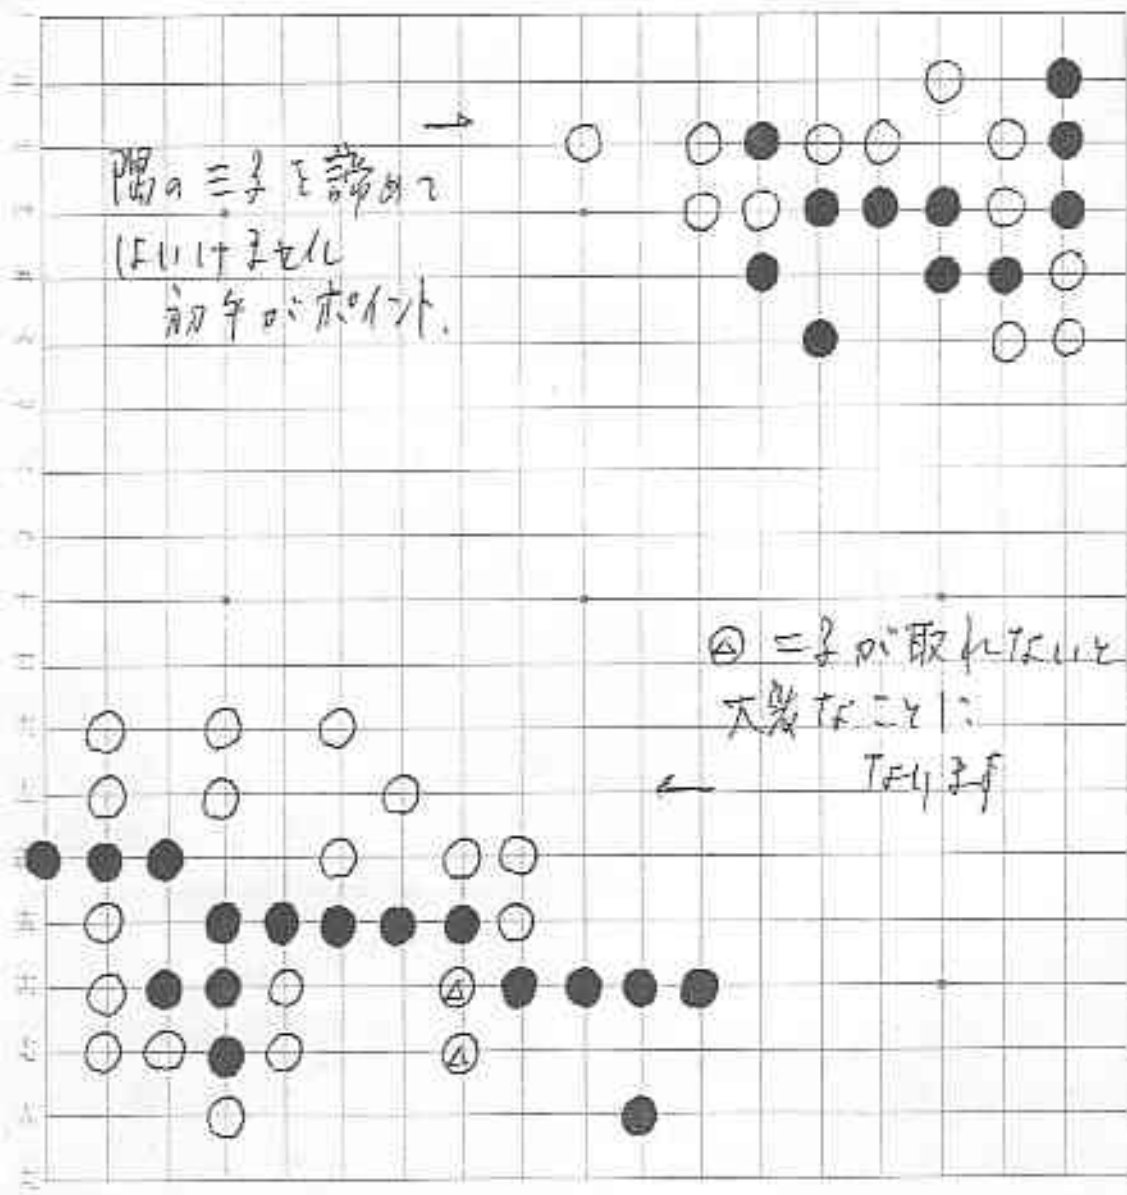 隅の三子を諦めて
はいけません
初手がポイント.
△二子が取れないと
大変なことに
なります